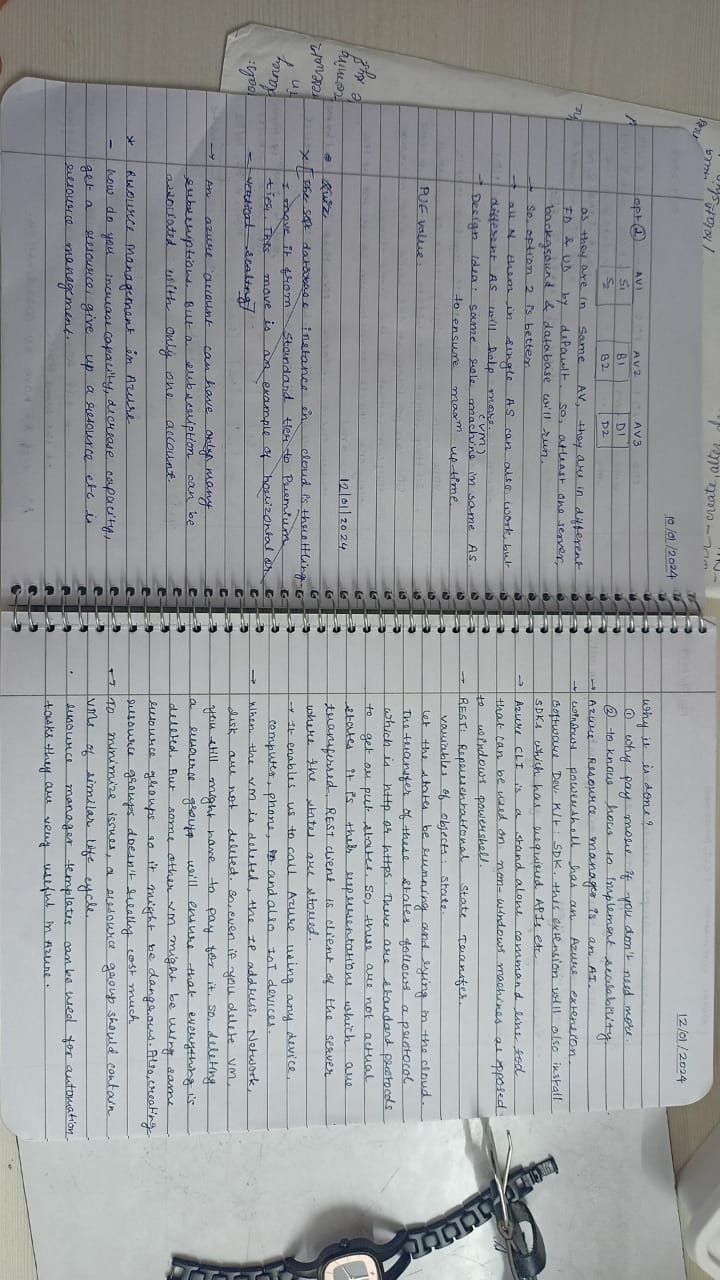 10/01/2024
opt ②
AV1 AV2 AV3
S1 B1 D1
S2 B2 D2
as they are in same AV, they are in different
FD & UD by default. So, atleast one server,
background & database will run.
→ So option 2 is better
→ all of them in single AS can also work, but
different AS will help more.
→ Design idea: same role machine (VM) in same AS
to ensure maxm up time
PUE value:
12/01/2024
• Quiz
* [The sql database instance in cloud is throttling.
I move it from Standard tier to Premium
tier. This move is an example of horizontal or
- vertical scaling]
→ An azure account can have many
subscriptions. But a subscription can be
associated with only one account
* Resource Management in Azure
- how do you increase capacity, decrease capacity,
get a resource, give up a resource etc is
resource management.
12/01/2024
Why it is done?
① why pay more if you don't need more.
② to know how to implement scalability.
→ Azure Resource manager is an AI.
→ windows powershell has an Azure extension.
Software Dev. Kit: SDK. this extension will also install
SDKs which has required APIs etc
→ Azure CLI is a stand alone command line tool
that can be used on non-windows machines as opposed
to windows powershell.
→ REST: Representational State Transfer.
variables of objects: State
Let the state be running and lying in the cloud.
The transfer of these states follows a protocol
which is http or https. There are standard protocols
to get or put states. So, these are not actual
states it is their representations which are
transferred. REST client is client of the server
where the states are stored.
→ It enables us to call Azure using any device.
computer, phone, and also IoT devices.
→ When the VM is deleted, the IP address, Network,
disk are not deleted. So, even if you delete VM,
you still might have to pay for it so deleting
a resource group will ensure that everything is
deleted. But some other VM might be using same
resource groups so it might be dangerous. Also, creating
resource groups doesn't really cost much
→ To minimize issues, a resource group should contain
VMs of similar life cycle.
· resource manager templates can be used for automation
tasks they are very useful in Azure.